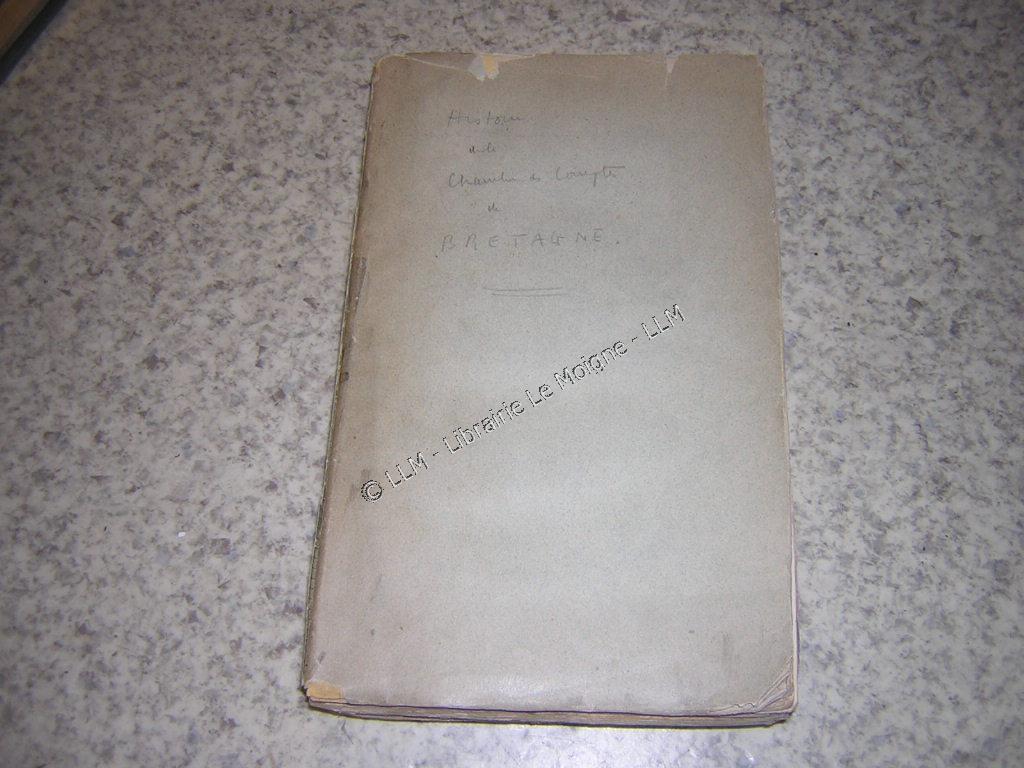 Histoire
de la
Chambre des Comptes
de
BRETAGNE.
© LLM - Librairie Le Moigne - LLM